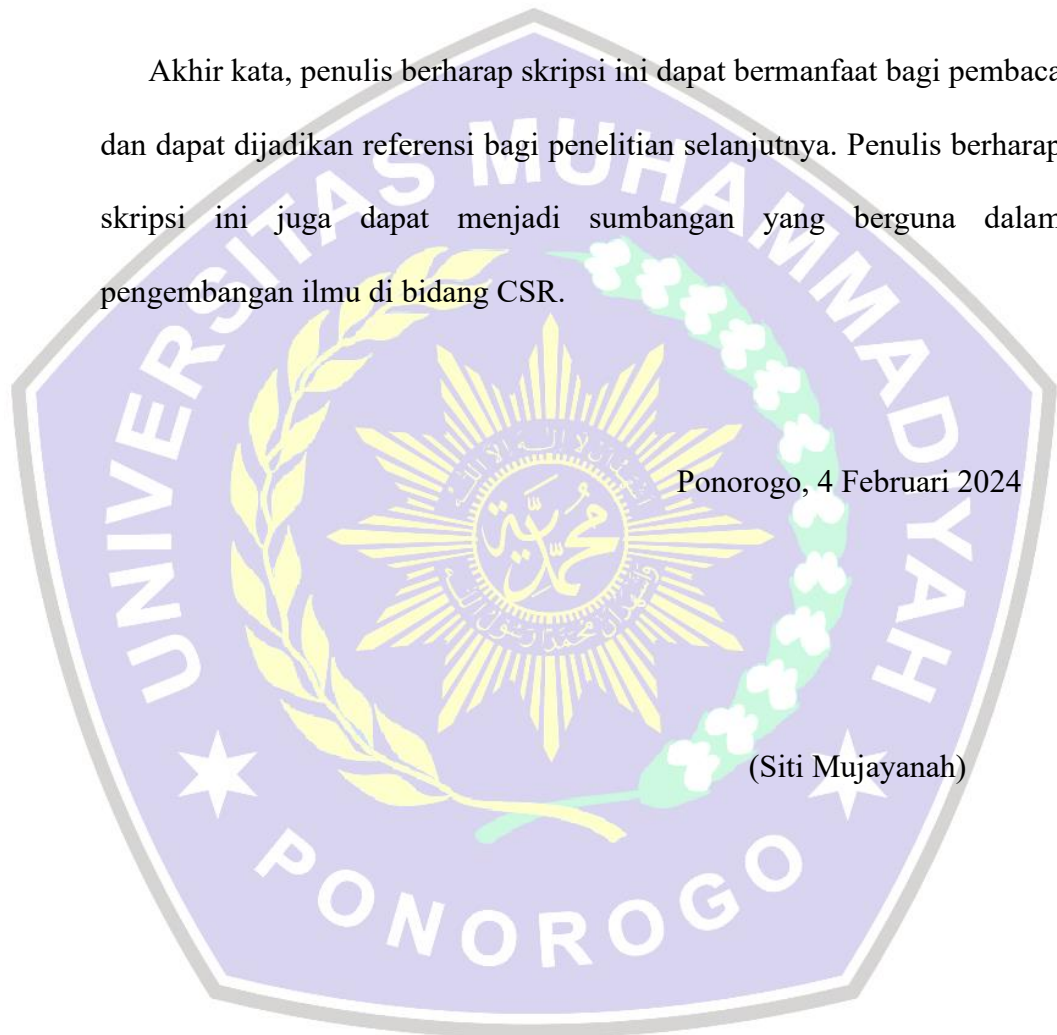 Akhir kata, penulis berharap skripsi ini dapat bermanfaat bagi pembaca
dan dapat dijadikan referensi bagi penelitian selanjutnya. Penulis berharap
skripsi ini juga dapat menjadi sumbangan yang berguna dalam
pengembangan ilmu di bidang CSR.
Ponorogo, 4 Februari 2024
(Siti Mujayanah)
UNIVERSITAS MUHAMMADIYAH
PONOROGO
محمدية